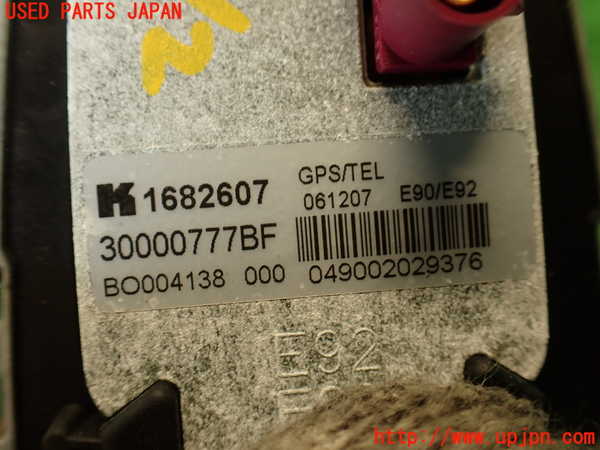 USED PARTS JAPAN
K 1682607
GPS/TEL
061207 E90/E92
30000777BF
BO004138 000
049002029376
E92
http://www.upjpn.com